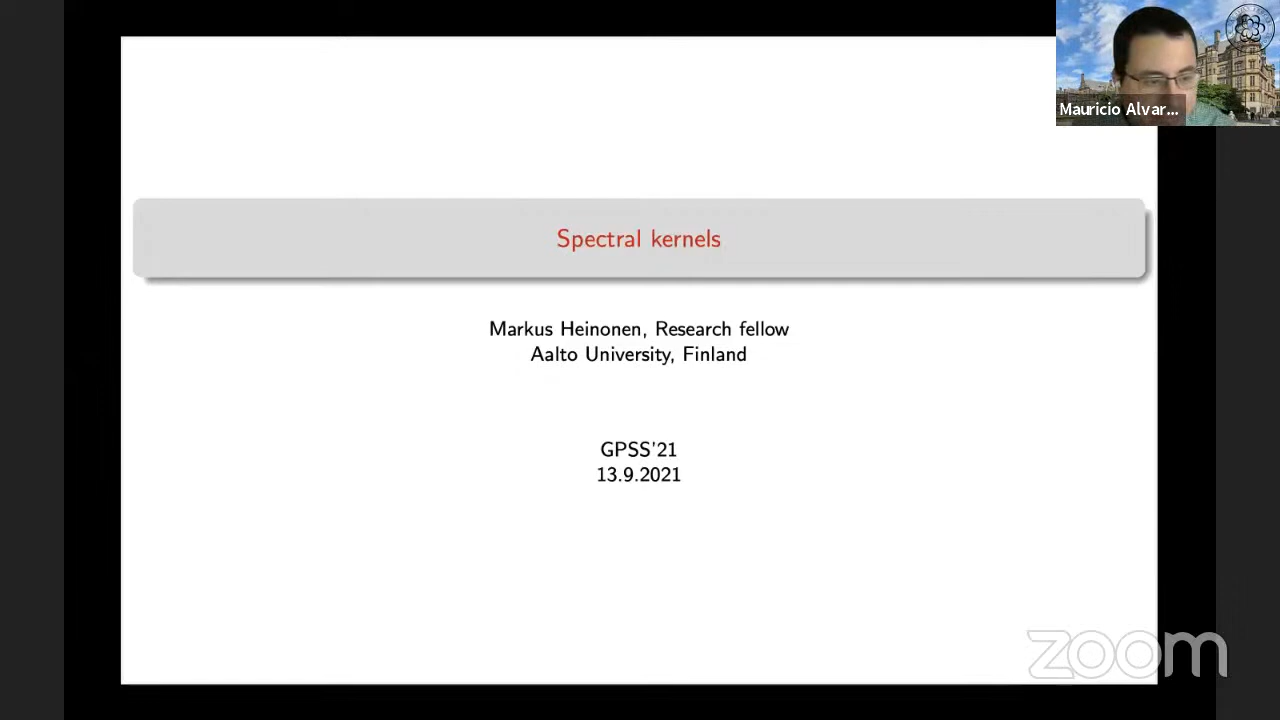 Mauricio Alvar...
Spectral kernels
Markus Heinonen, Research fellow
Aalto University, Finland
GPSS'21
13.9.2021
zoom